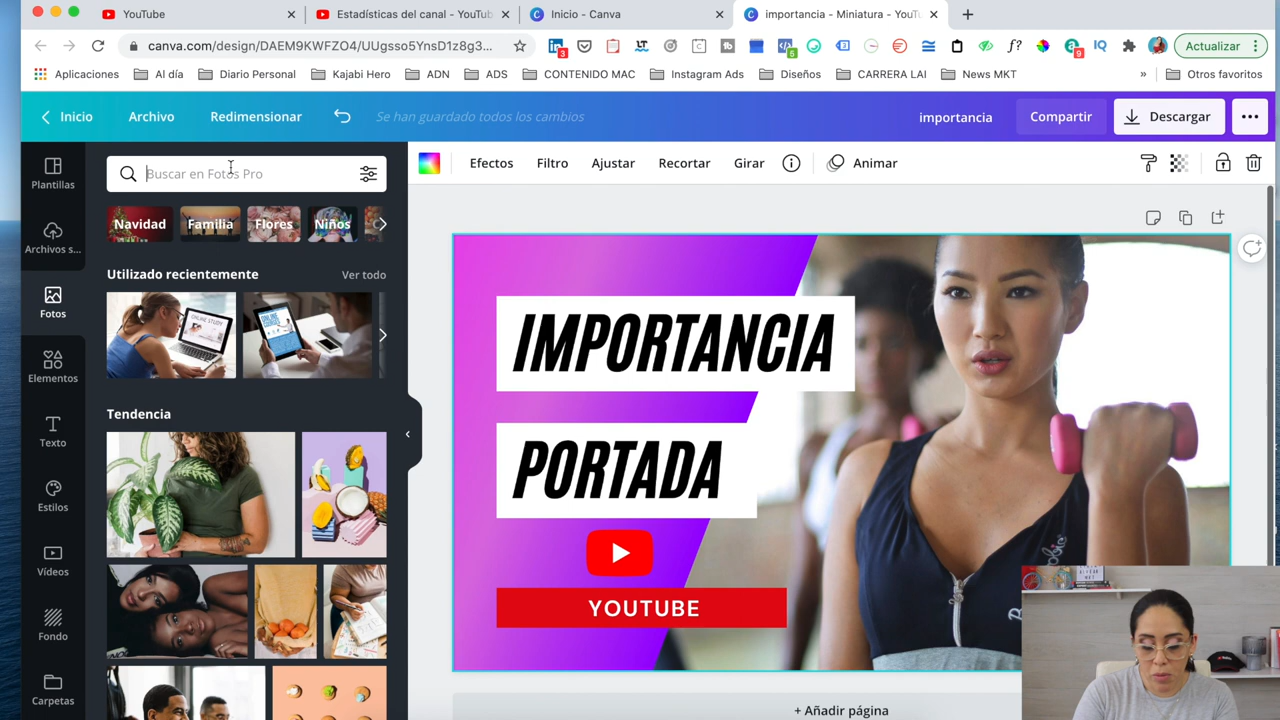 YouTube
Estadísticas del canal - YouTub
Inicio - Canva
importancia - Miniatura - YouTu
canva.com/design/DAEM9KWFZO4/UUgsso5YnsD1z8g3...
Actualizar
Aplicaciones
Al día
Diario Personal
Kajabi Hero
ADN
ADS
CONTENIDO MAC
Instagram Ads
Diseños
CARRERA LAI
News MKT
»
Otros favoritos
Inicio
Archivo
Redimensionar
Se han guardado todos los cambios
importancia
Compartir
Descargar
Plantillas
Archivos s...
Fotos
Elementos
Texto
Estilos
Vídeos
Fondo
Carpetas
Buscar en Fotos Pro
Navidad
Familia
Flores
Niños
Utilizado recientemente
Ver todo
ONLINE STUDY
Tendencia
Efectos
Filtro
Ajustar
Recortar
Girar
Animar
IMPORTANCIA
PORTADA
YOUTUBE
+ Añadir página